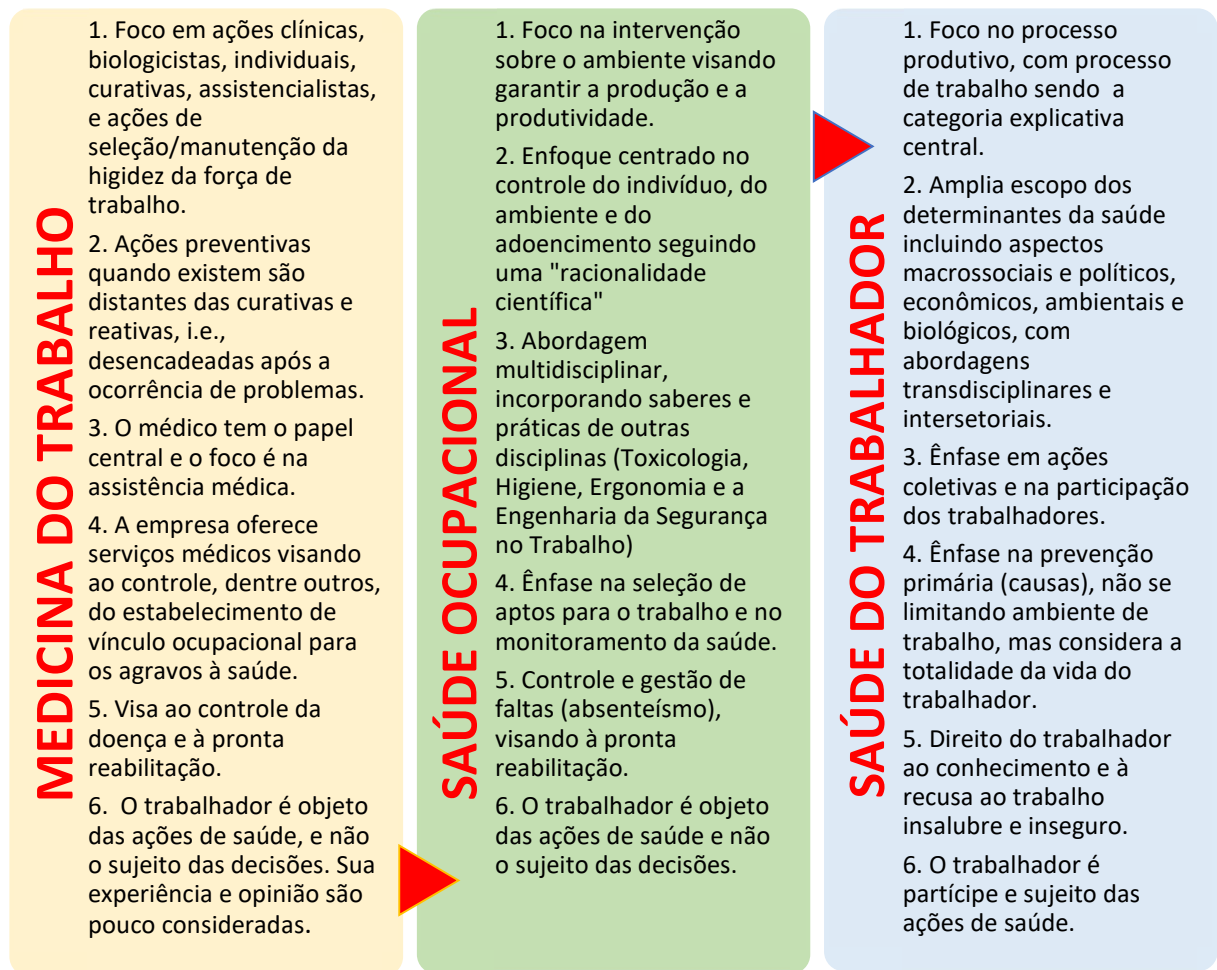 MEDICINA DO TRABALHO
1. Foco em ações clínicas,
biologicistas, individuais,
curativas, assistencialistas,
e ações de
seleção/manutenção da
higidez da força de
trabalho.
2. Ações preventivas
quando existem são
distantes das curativas e
reativas, i.e.,
desencadeadas após a
ocorrência de problemas.
3. O médico tem o papel
central e o foco é na
assistência médica.
4. A empresa oferece
serviços médicos visando
ao controle, dentre outros,
do estabelecimento de
vínculo ocupacional para
os agravos à saúde.
5. Visa ao controle da
doença e à pronta
reabilitação.
6. O trabalhador é objeto
das ações de saúde, e não
o sujeito das decisões. Sua
experiência e opinião são
pouco consideradas.
SAÚDE OCUPACIONAL
1. Foco na intervenção
sobre o ambiente visando
garantir a produção e a
produtividade.
2. Enfoque centrado no
controle do indivíduo, do
ambiente e do
adoencimento seguindo
uma "racionalidade
científica"
3. Abordagem
multidisciplinar,
incorporando saberes e
práticas de outras
disciplinas (Toxicologia,
Higiene, Ergonomia e a
Engenharia da Segurança
no Trabalho)
4. Ênfase na seleção de
aptos para o trabalho e no
monitoramento da saúde.
5. Controle e gestão de
faltas (absenteísmo),
visando à pronta
reabilitação.
6. O trabalhador é objeto
das ações de saúde e não
o sujeito das decisões.
SAÚDE DO TRABALHADOR
1. Foco no processo
produtivo, com processo
de trabalho sendo a
categoria explicativa
central.
2. Amplia escopo dos
determinantes da saúde
incluindo aspectos
macrossociais e políticos,
econômicos, ambientais e
biológicos, com
abordagens
transdisciplinares e
intersetoriais.
3. Ênfase em ações
coletivas e na participação
dos trabalhadores.
4. Ênfase na prevenção
primária (causas), não se
limitando ambiente de
trabalho, mas considera a
totalidade da vida do
trabalhador.
5. Direito do trabalhador
ao conhecimento e à
recusa ao trabalho
insalubre e inseguro.
6. O trabalhador é
partícipe e sujeito das
ações de saúde.